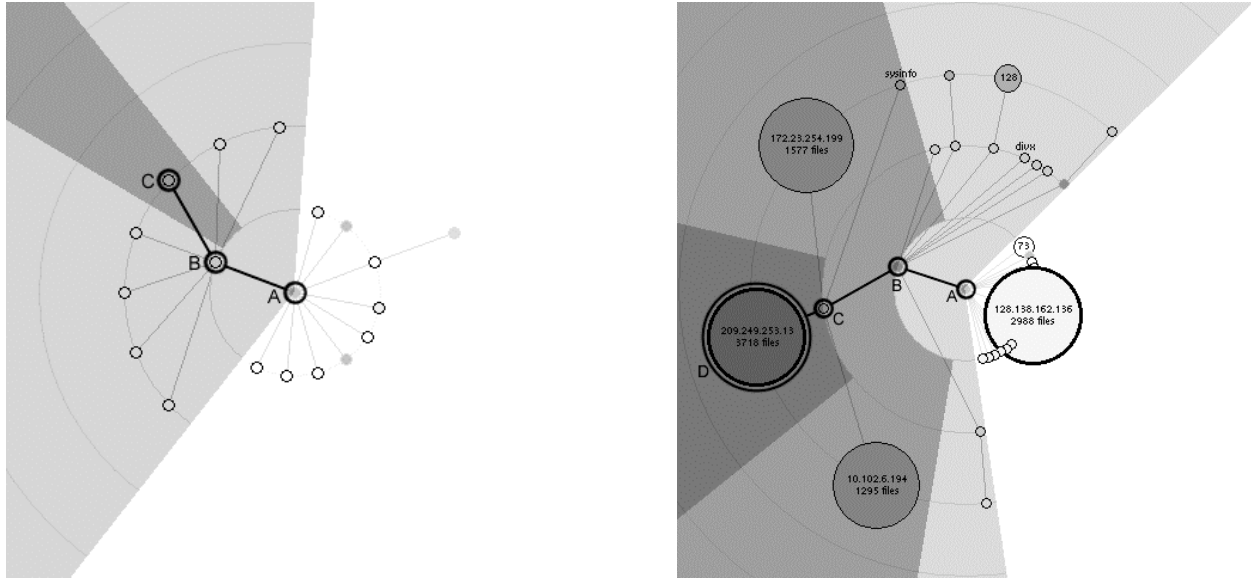 C
B
A
sysinfo
128
172.23.254.199
1577 files
divx
73
B
A
128.138.162.136
2988 files
C
209.249.253.13
3718 files
D
10.102.6.194
1295 files